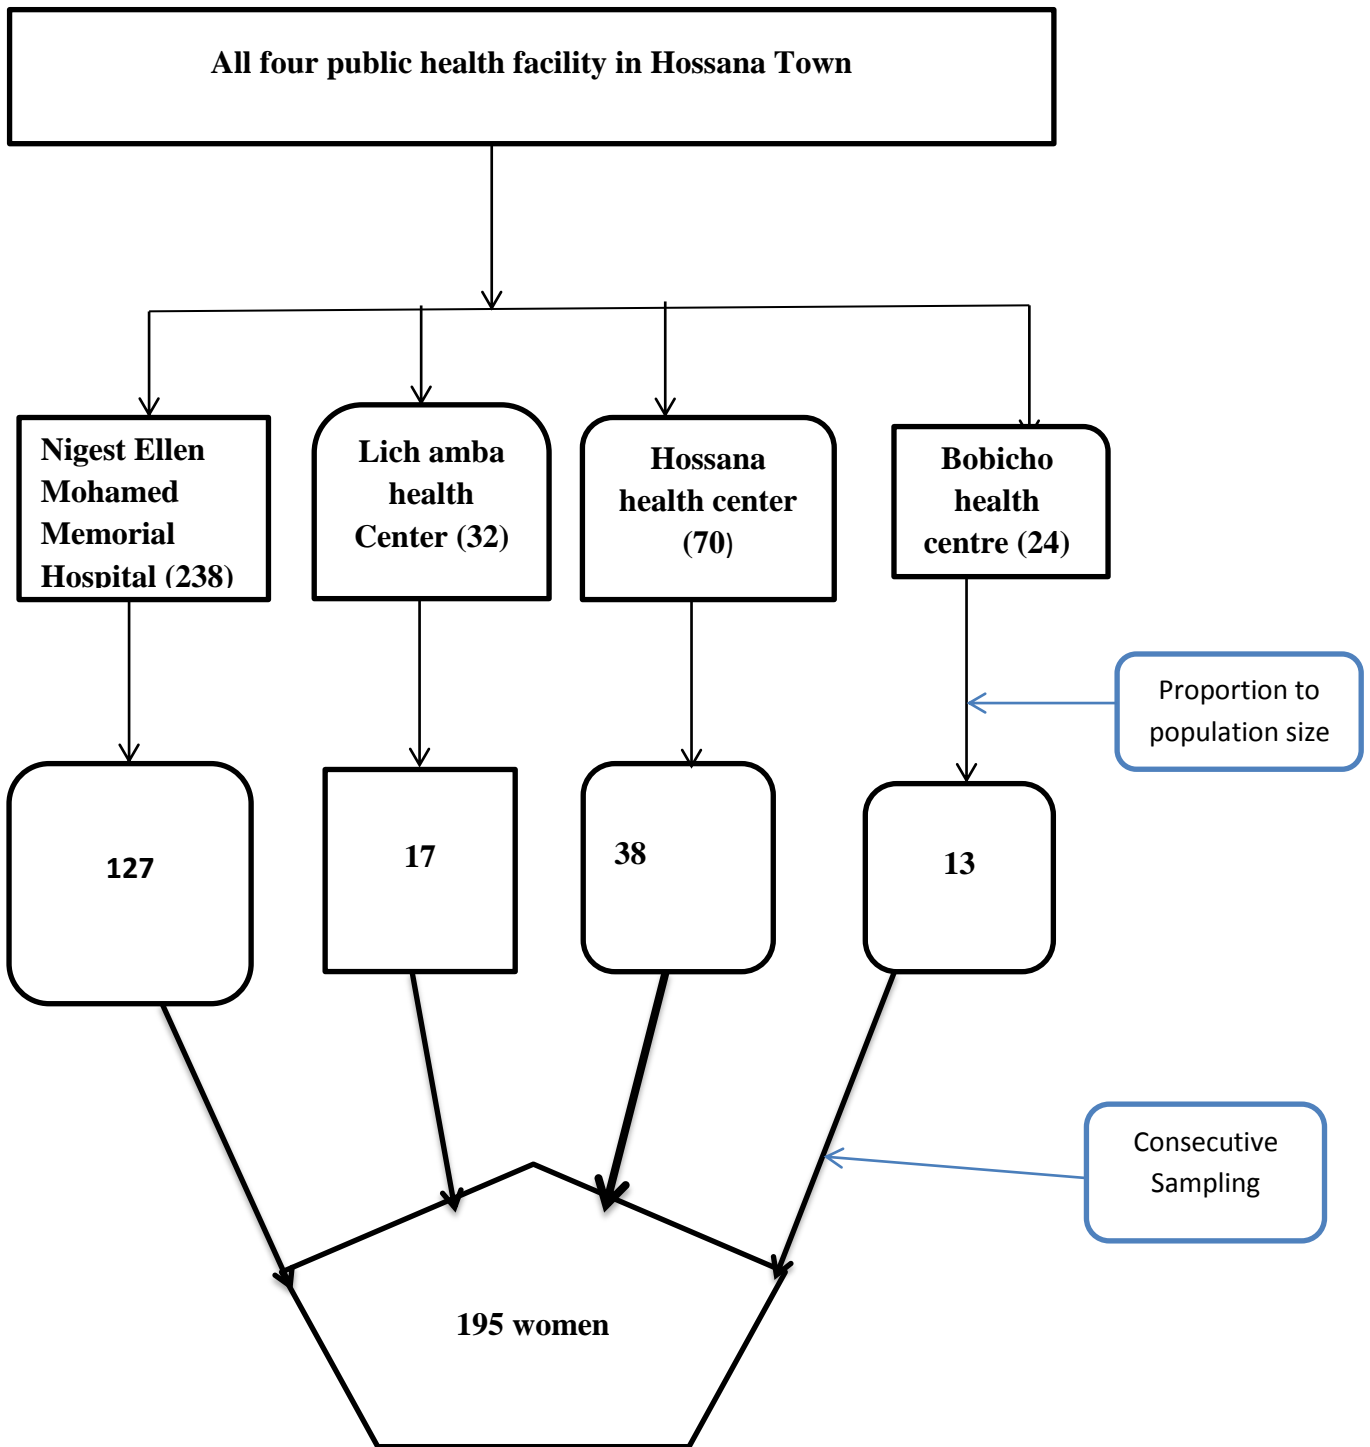 All four public health facility in Hossana Town
Nigest Ellen
Mohamed
Memorial
Hospital (238)
Lich amba
health
Center (32)
Hossana
health center
(70)
Bobicho
health
centre (24)
Proportion to
population size
127
17
38
13
Consecutive
Sampling
195 women